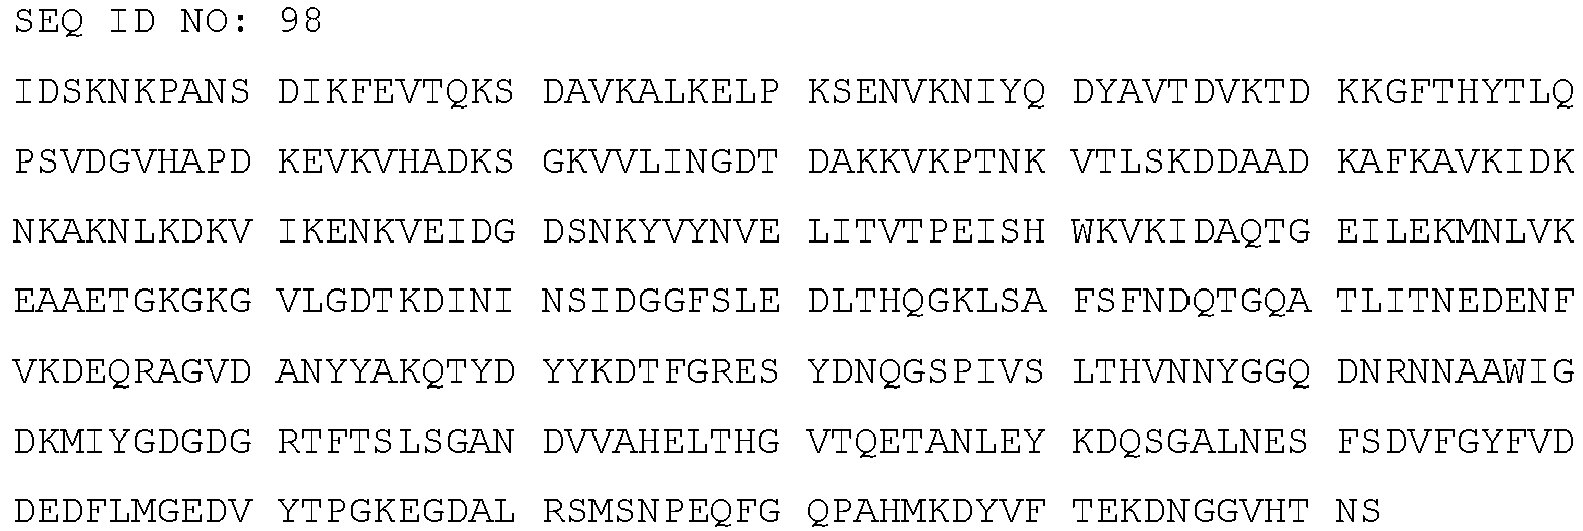 SEQ ID NO: 98
IDSKNKPANS DIKFEVTQKS DAVKALKELP KSENVKNIYQ DYAVTDVKTD KKGFTHYTLQ
PSVDGVHAPD KEVKVHADKS GKVVLINGDT DAKKVKPTNK VTLSKDDAAD KAFKAVKIDK
NKAKNLKDKV IKENKVEIDG DSNKYVYNVE LITVTPEISH WKVKIDAQTG EILEKMNLVK
EAAETGKGKG VLGDTKDINI NSIDGGFSLE DLTHQGKLSA FSFNDQTGQA TLITNEDENF
VKDEQRAGVD ANYYAKQTYD YYKDTFGRES YDNQGSPIVS LTHVNNYGGQ DNRNNAAWIG
DKMIYGDGDG RTFTSLSGAN DVVAHELTHG VTQETANLEY KDQSGALNES FSDVFGYFVD
DEDFLMGEDV YTPGKEGDAL RSMSNPEQFG QPAHMKDYVF TEKDNGGVHT NS